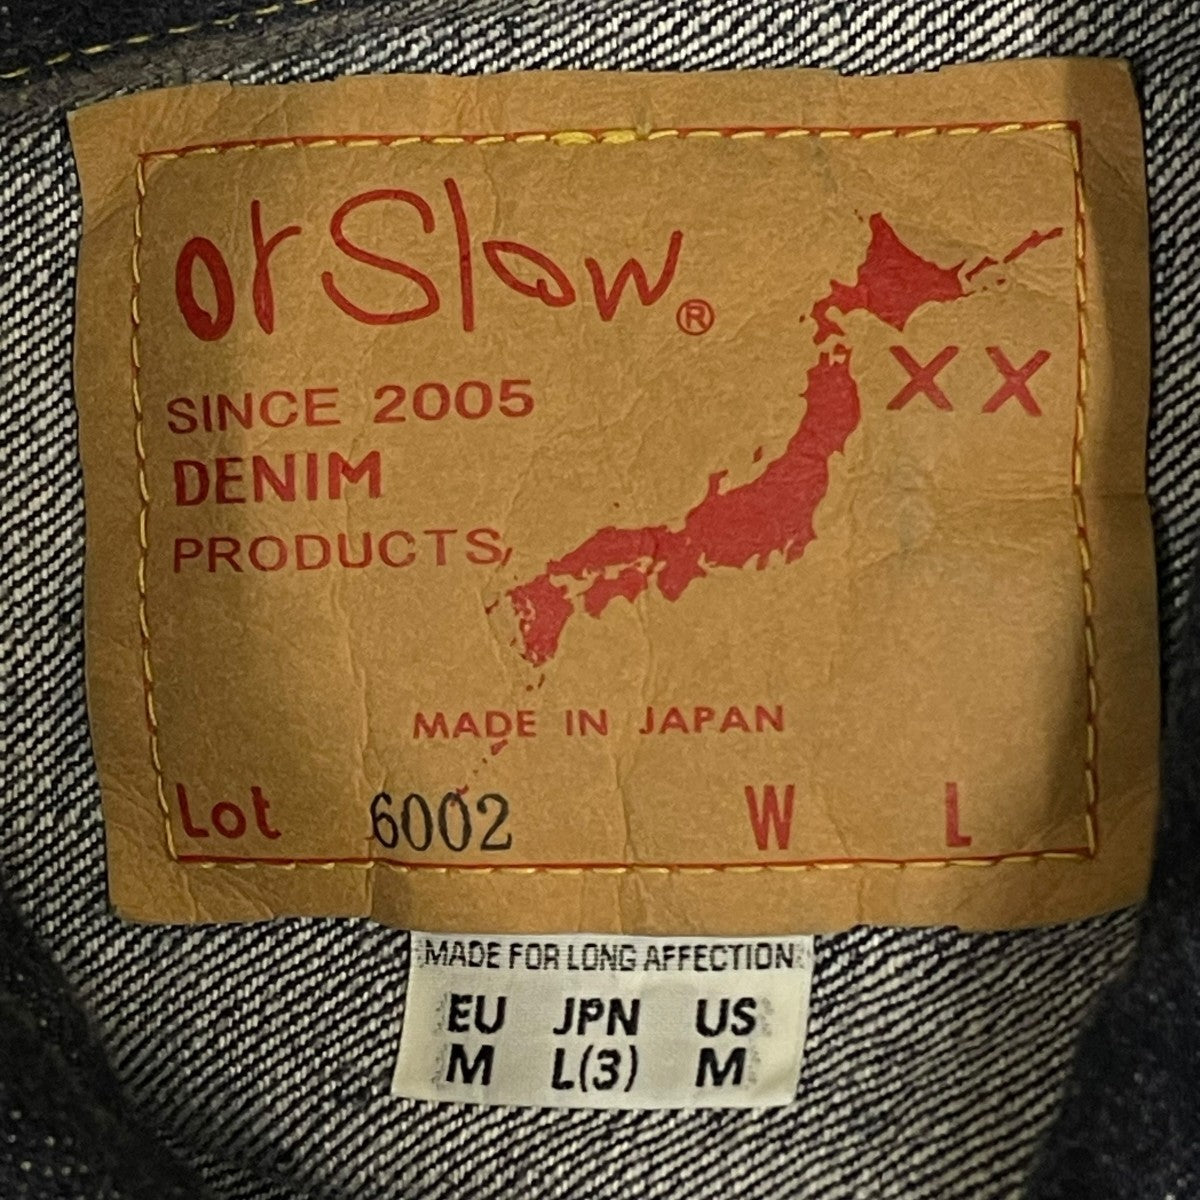 orSlow®
SINCE 2005
DENIM
PRODUCTS,
XX
MADE IN JAPAN
Lot 6002 W L
MADE FOR LONG AFFECTION
EU JPN US
M L(3) M